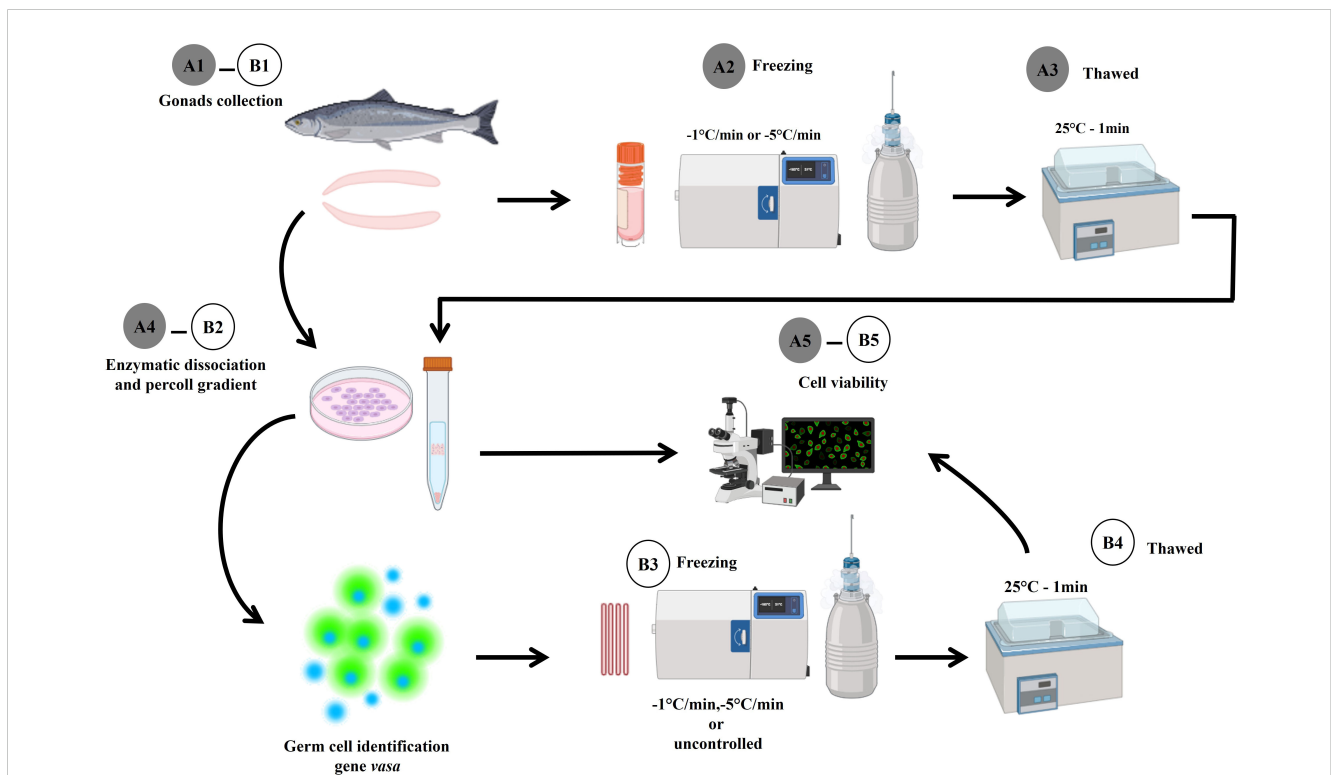 A1 – B1
Gonads collection
A2 Freezing
-1°C/min or -5°C/min
A3 Thawed
25°C - 1min
A4 – B2
Enzymatic dissociation
and percoll gradient
A5 – B5
Cell viability
Germ cell identification
gene vasa
B3 Freezing
-1°C/min,-5°C/min
or
uncontrolled
B4 Thawed
25°C - 1min